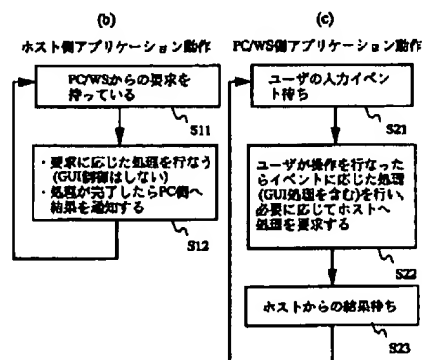 (b)
ホスト側アプリケーション動作
PC/WSからの要求を
持っている
S11
・要求に応じた処理を行なう
(GUI制御はしない)
・処理が完了したらPC側へ
結果を通知する
S12
(c)
PC/WS側アプリケーション動作
ユーザの入力イベ
ント待ち
S21
ユーザが操作を行なった
らイベントに応じた処理
(GUI処理を含む)を行い,
必要に応じてホストへ
処理を要求する
S22
ホストからの結果待ち
S23